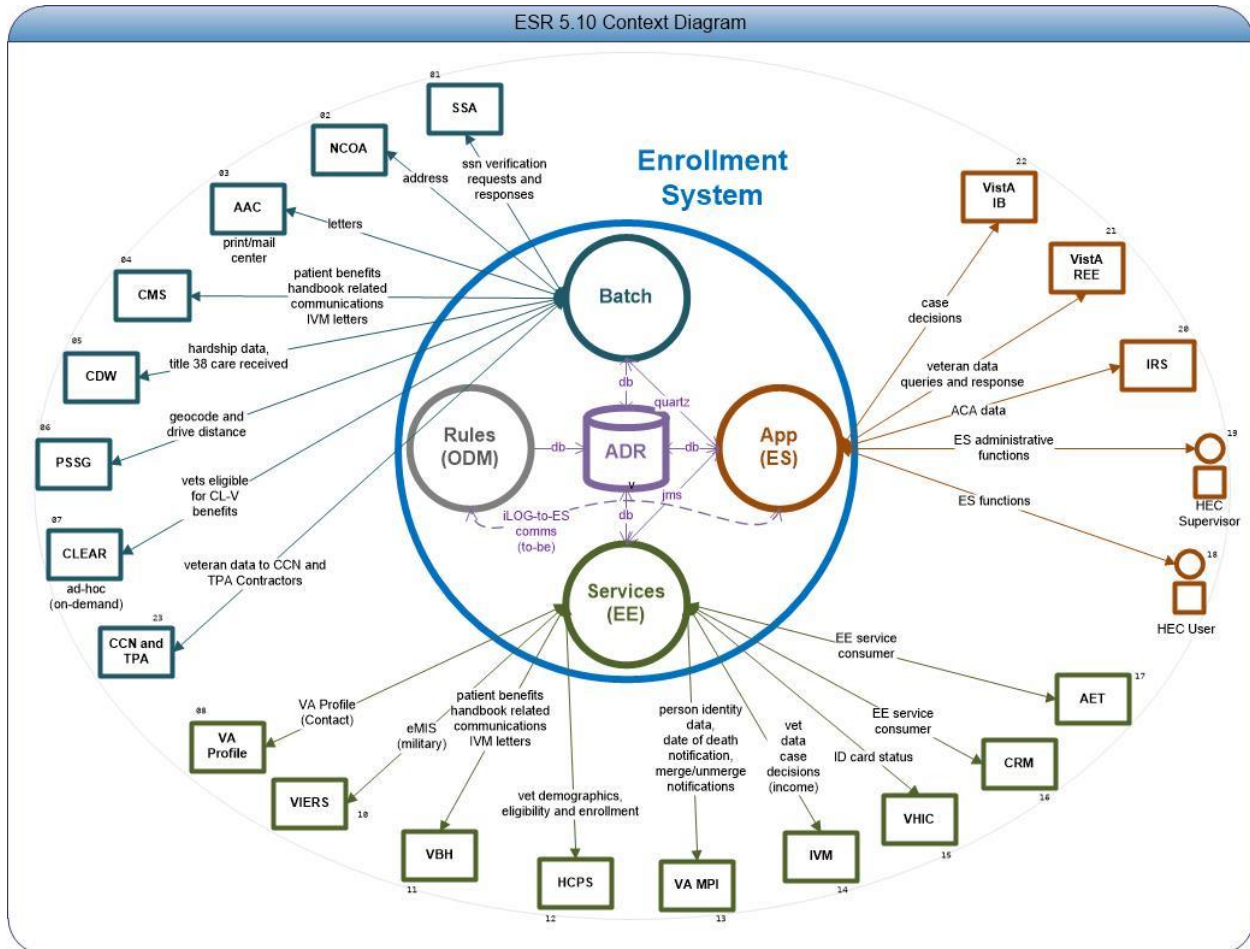 ESR 5.10 Context Diagram
01
SSA
02
NCOA
ssn verification
requests and
responses
address
03
AAC
print/mail
center
letters
04
CMS
patient benefits
handbook related
communications
IVM letters
05
CDW
hardship data,
title 38 care received
06
PSSG
geocode and
drive distance
07
CLEAR
ad-hoc
(on-demand)
vets eligible
for CL-V
benefits
23
CCN and
TPA
veteran data to CCN and
TPA Contractors
Enrollment
System
Batch
db
quartz
Rules
(ODM)
db
ADR
v
db
App
(ES)
iLOG-to-ES
comms
(to-be)
db
jms
Services
(EE)
22
VistA
IB
case
decisions
21
VistA
REE
veteran data
queries and response
20
IRS
ACA data
19
ES administrative
functions
HEC
Supervisor
ES functions
18
HEC User
08
VA
Profile
VA Profile
(Contact)
VIERS
10
eMIS
(military)
VBH
11
patient benefits
handbook related
communications
IVM letters
HCPS
12
vet demographics,
eligibility and enrollment
VA MPI
13
person identity
data,
date of death
notification,
merge/unmerge
notifications
IVM
14
vet
data
case
decisions
(income)
VHIC
15
ID card status
CRM
16
EE service
consumer
AET
17
EE service
consumer